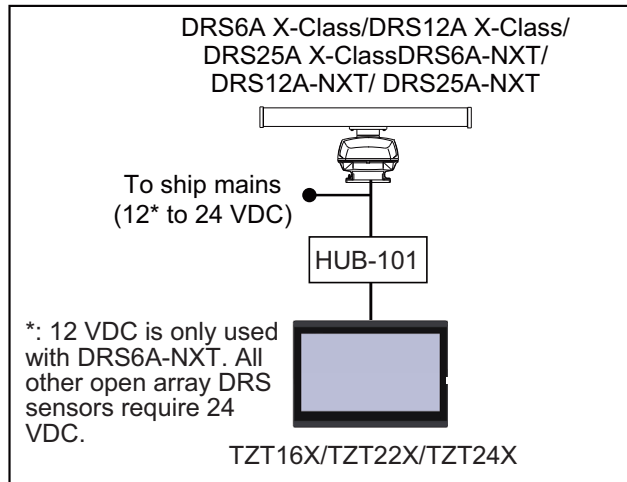 DRS6A X-Class/DRS12A X-Class/
DRS25A X-ClassDRS6A-NXT/
DRS12A-NXT/ DRS25A-NXT
To ship mains
(12* to 24 VDC)
HUB-101
*: 12 VDC is only used
with DRS6A-NXT. All
other open array DRS
sensors require 24
VDC.
TZT16X/TZT22X/TZT24X